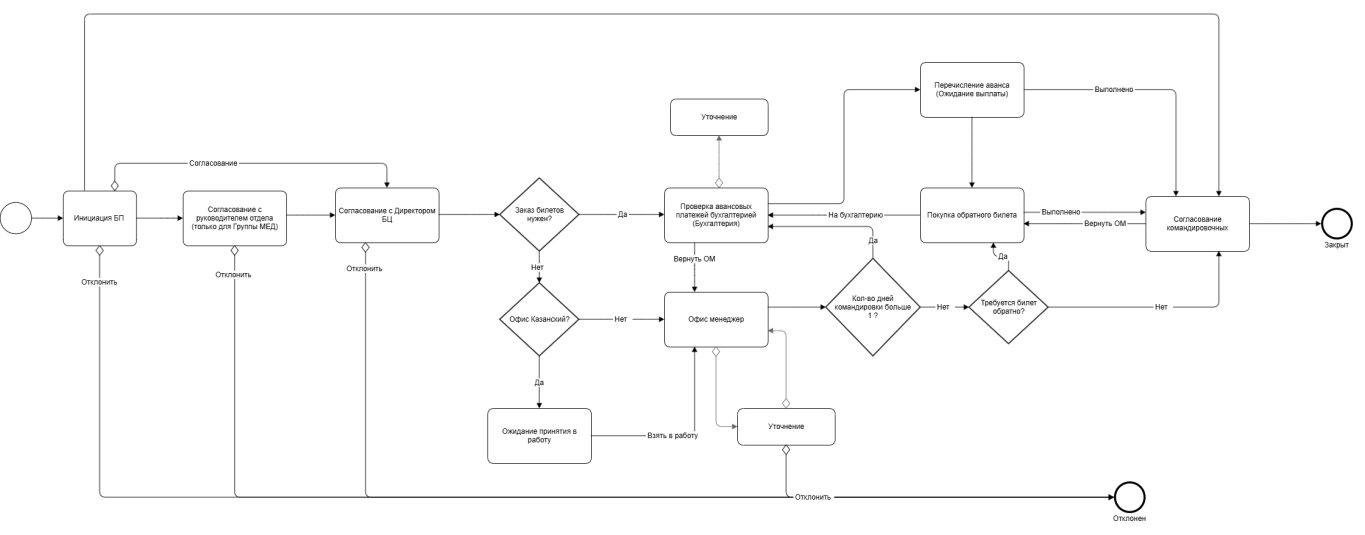 Перечисление аванса
(Ожидание выплаты)
Выполнено
Уточнение
Согласование
Инициация БП
Согласование с
руководителем отдела
(только для Группы МЕД)
Согласование с Директором
БЦ
Заказ билетов
нужен?
Да
Проверка авансовых
платежей бухгалтерией
(Бухгалтерия)
На бухгалтерию
Покупка обратного билета
Выполнено
Вернуть ОМ
Согласование
командировочных
Закрыт
Отклонить
Отклонить
Отклонить
Нет
Вернуть ОМ
Да
Да
Офис Казанский?
Нет
Офис менеджер
Кол-во дней
командировки больше
1 ?
Нет
Требуется билет
обратно?
Нет
Да
Ожидание принятия в
работу
Взять в работу
Уточнение
Отклонить
Отклонен